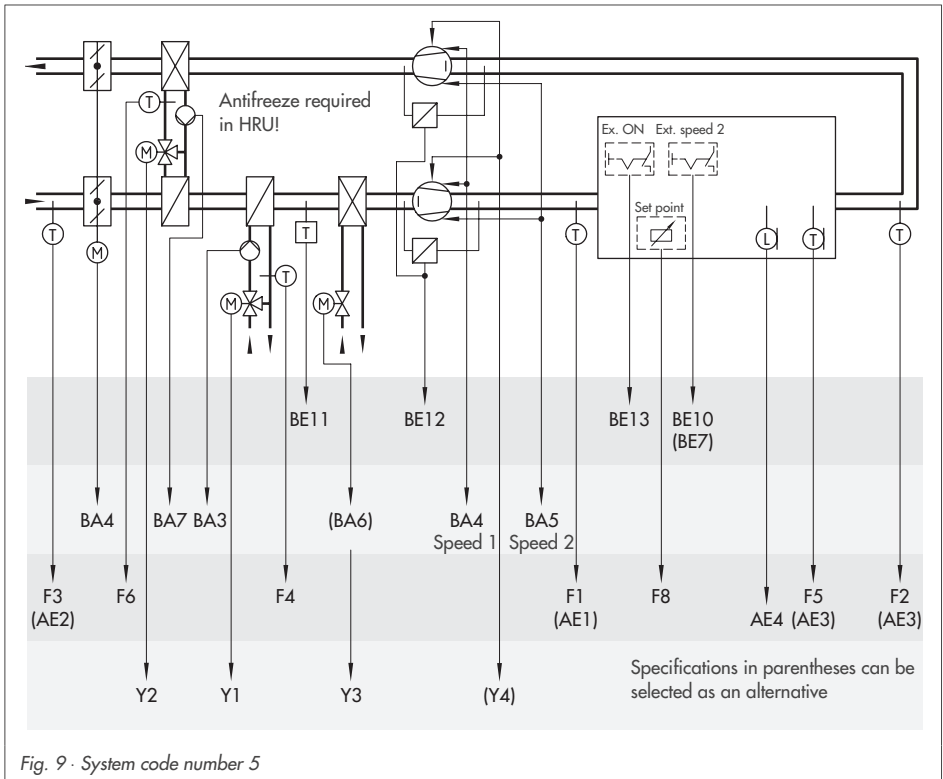 Antifreeze required
in HRU!
Ex. ON Ext. speed 2
Set point
T
T
M
M
T
T
T
L
T
T
M
M
BE11 BE12 BE13 BE10
(BE7)
BA4 BA7 BA3 (BA6) BA4 BA5
Speed 1 Speed 2
F3 F6 F4 F1 F8 AE4 F5 F2
(AE2) (AE1) (AE3) (AE3)
Y2 Y1 Y3 (Y4)
Specifications in parentheses can be
selected as an alternative
Fig. 9 · System code number 5